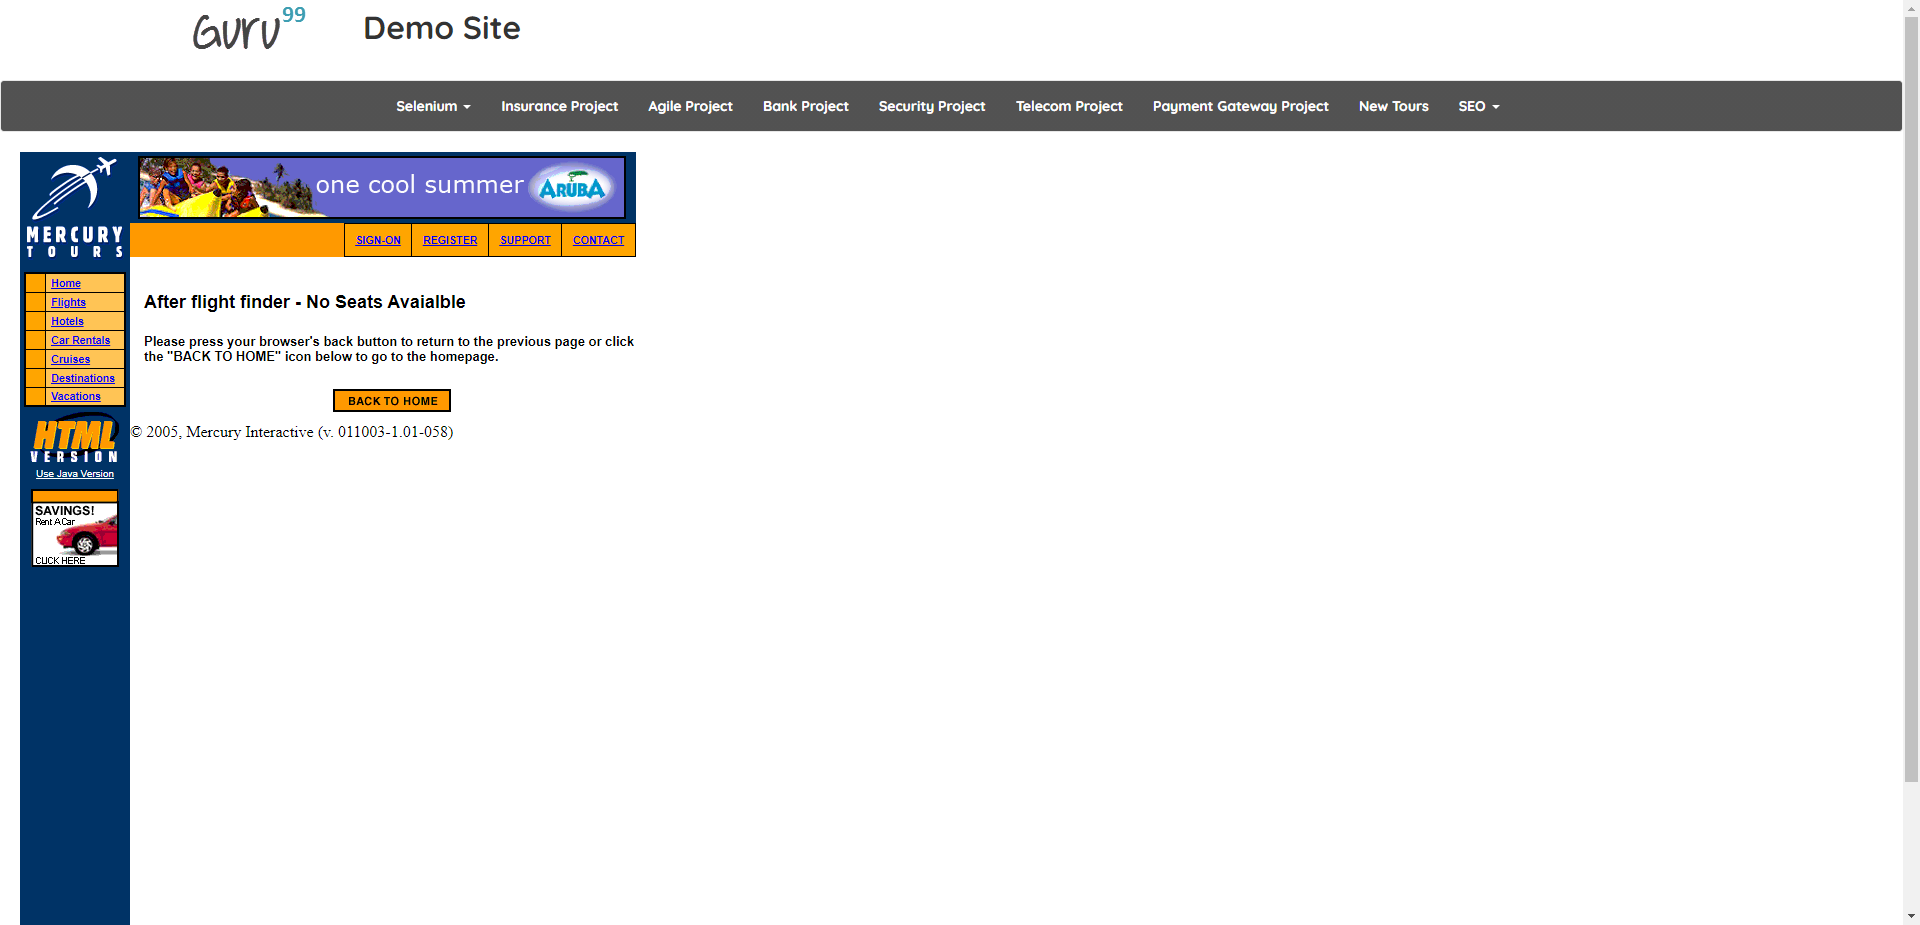 Guru99
Demo Site
Selenium
Insurance Project
Agile Project
Bank Project
Security Project
Telecom Project
Payment Gateway Project
New Tours
SEO
MERCURY
TOURS
one cool summer
ARUBA
SIGN-ON
REGISTER
SUPPORT
CONTACT
Home
Flights
Hotels
Car Rentals
Cruises
Destinations
Vacations
HTML
VERSION
Use Java Version
SAVINGS!
Rent A Car
CLICK HERE
After flight finder - No Seats Avaialble
Please press your browser's back button to return to the previous page or click
the "BACK TO HOME" icon below to go to the homepage.
BACK TO HOME
© 2005, Mercury Interactive (v. 011003-1.01-058)